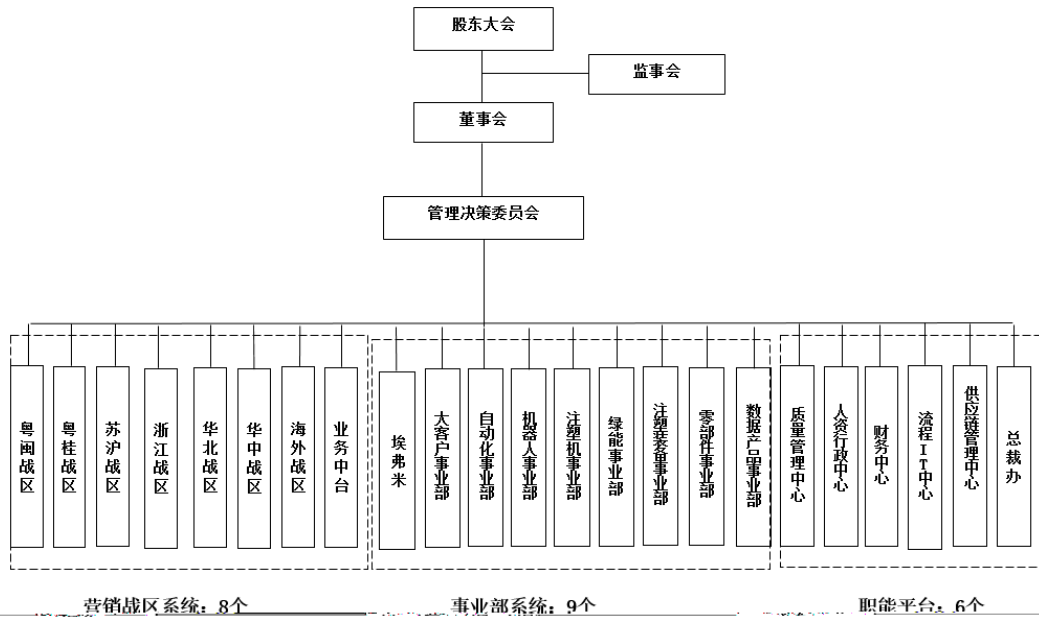 股东大会
监事会
董事会
管理决策委员会
粤闽战区
粤桂战区
苏沪战区
浙江战区
华北战区
华中战区
海外战区
业务中台
埃弗米
大客户事业部
自动化事业部
机器人事业部
注塑机事业部
绿能事业部
注塑装备事业部
零部件事业部
数据产品事业部
质量管理中心
人资行政中心
财务中心
流程IT中心
供应链管理中心
总裁办
营销战区系统：8个
事业部系统：9个
职能平台：6个